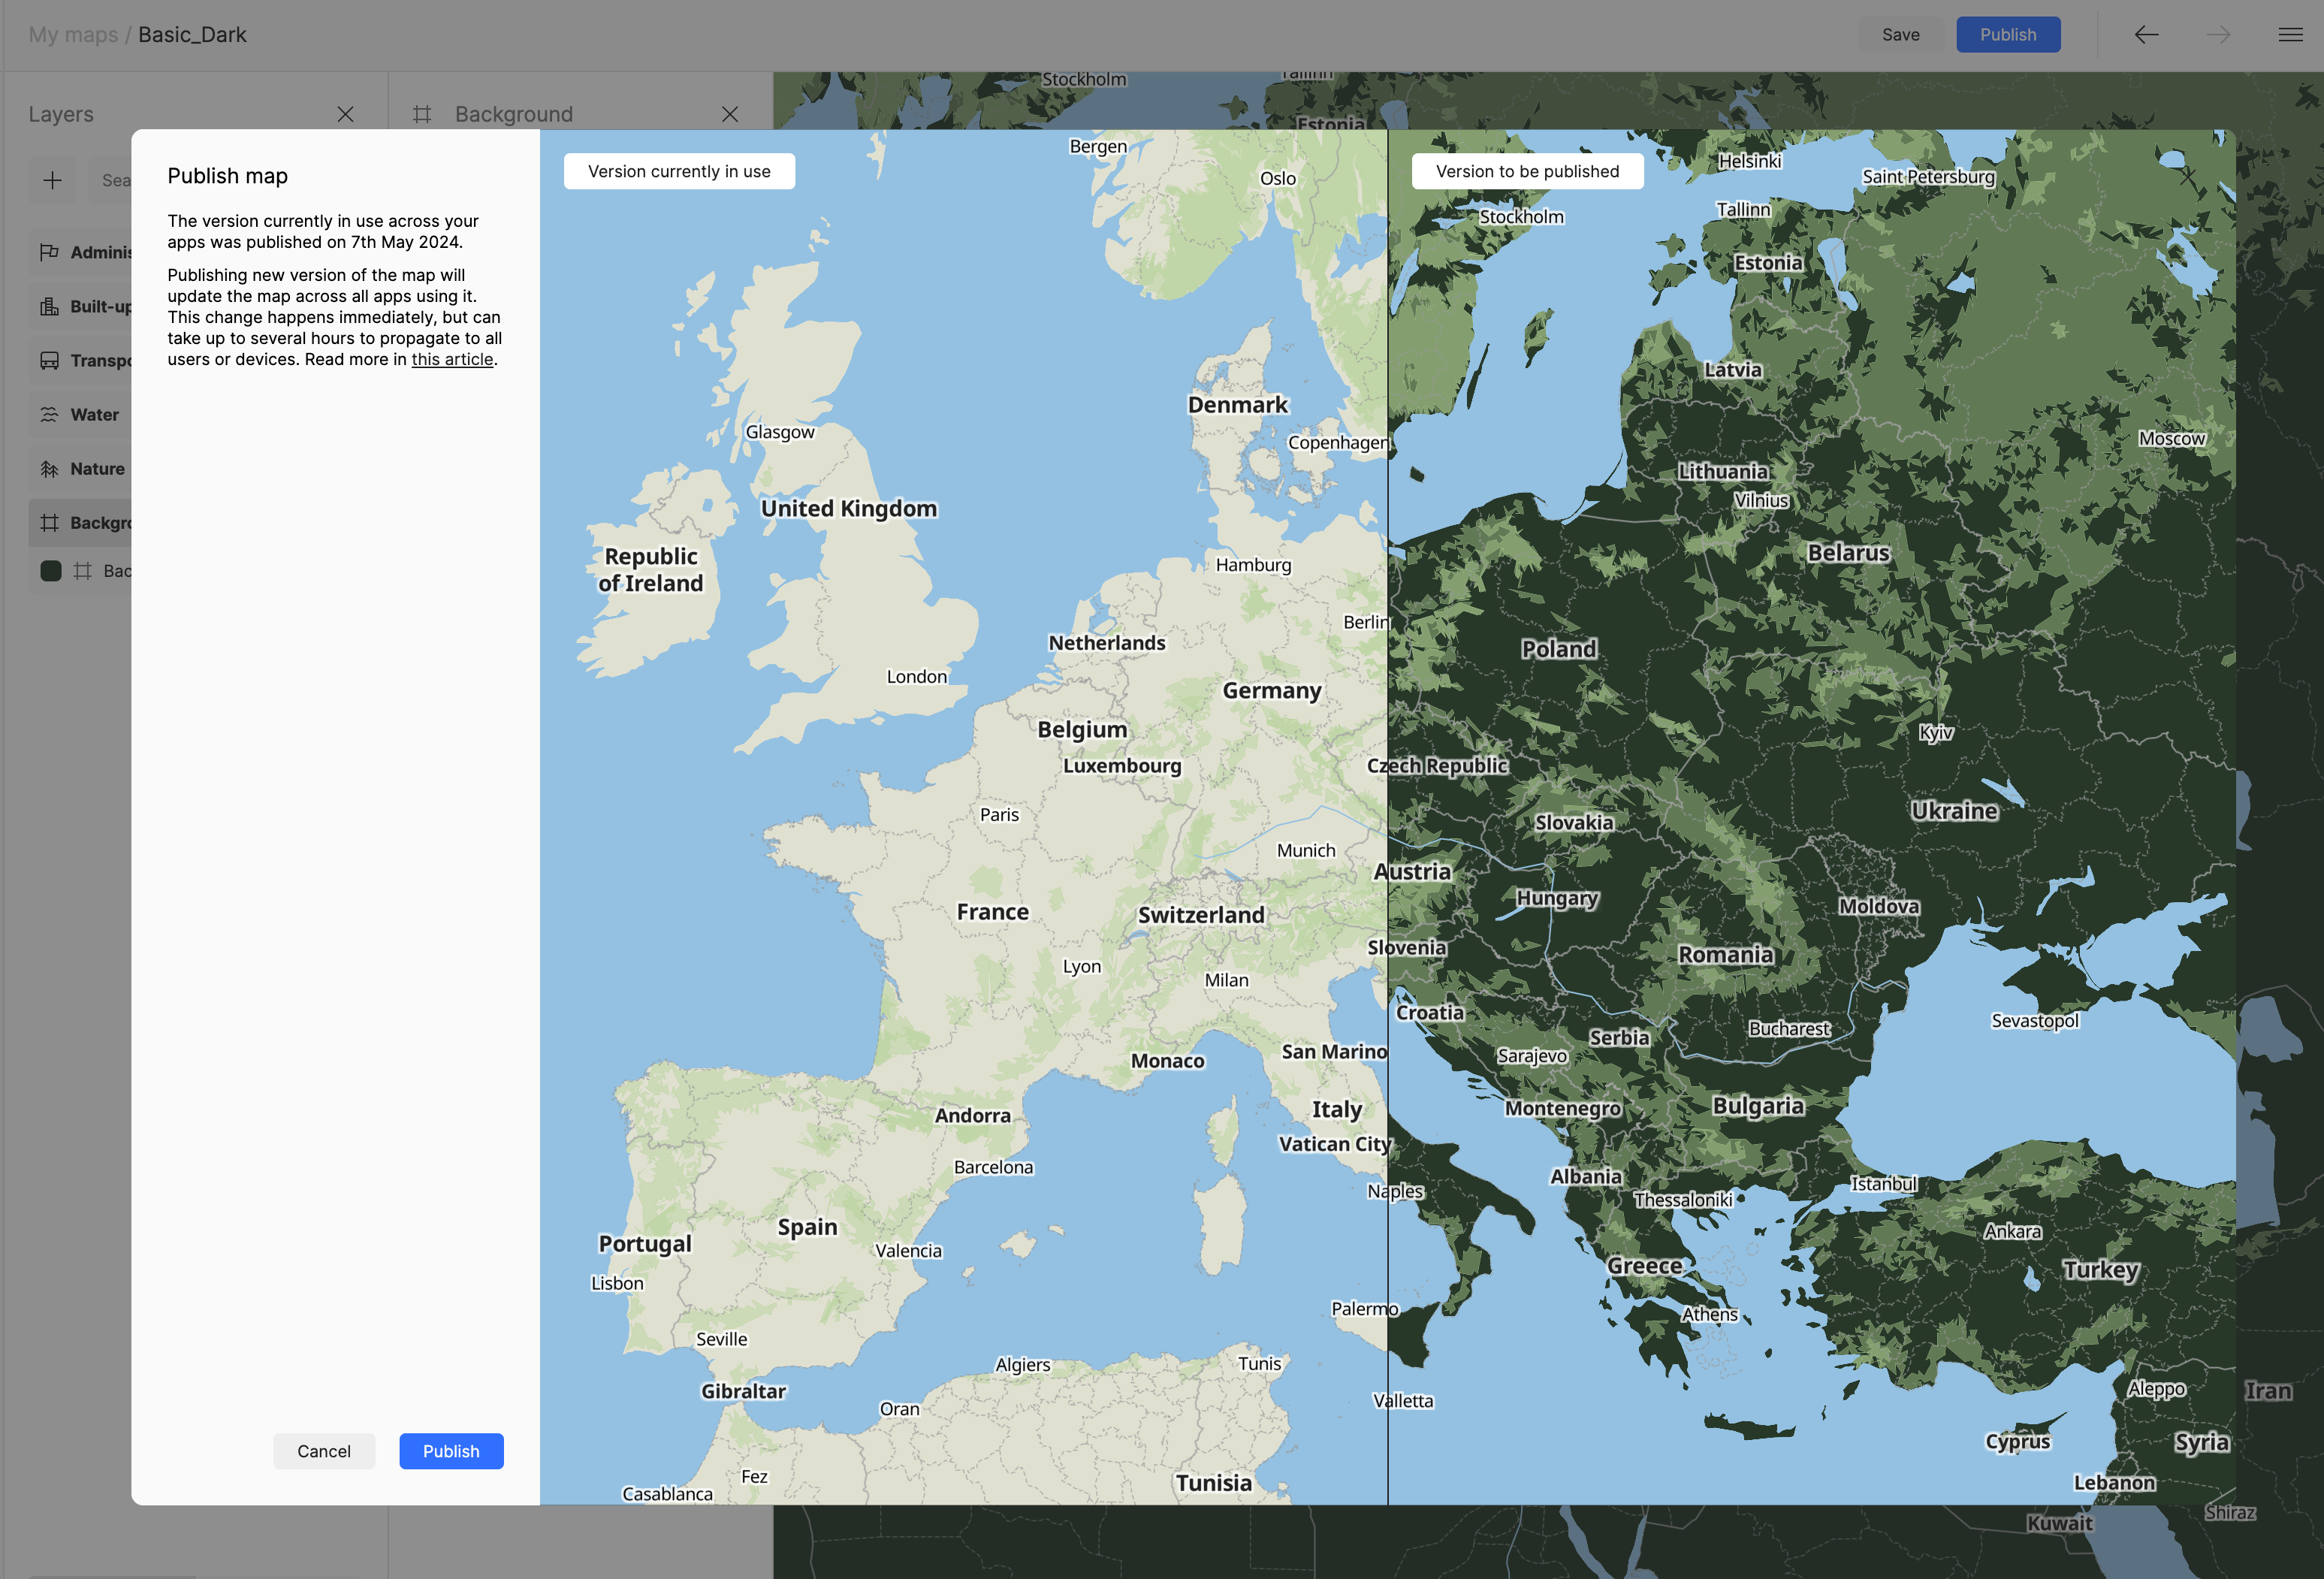 My maps / Basic_Dark
Save
Publish
Layers
Background
Sea
Adminis
Built-up
Transpo
Water
Nature
Backgro
Bac
Publish map
The version currently in use across your
apps was published on 7th May 2024.
Publishing new version of the map will
update the map across all apps using it.
This change happens immediately, but can
take up to several hours to propagate to all
users or devices. Read more in this article.
Cancel
Publish
Version currently in use
Version to be published
Stockholm
Tallinn
Estonia
Bergen
Oslo
Helsinki
Saint Petersburg
Stockholm
Tallinn
Estonia
Latvia
Denmark
Glasgow
Copenhagen
Moscow
Lithuania
Vilnius
United Kingdom
Republic
of Ireland
Hamburg
Belarus
Berlin
Netherlands
Poland
London
Germany
Belgium
Kyiv
Luxembourg
Czech Republic
Paris
Ukraine
Slovakia
Munich
Austria
Hungary
Moldova
France
Switzerland
Slovenia
Romania
Lyon
Milan
Croatia
Sevastopol
Bucharest
Serbia
San Marino
Sarajevo
Monaco
Andorra
Italy
Montenegro
Bulgaria
Vatican City
Barcelona
Albania
Istanbul
Naples
Thessaloniki
Spain
Ankara
Portugal
Valencia
Greece
Turkey
Lisbon
Palermo
Athens
Seville
Algiers
Tunis
Gibraltar
Aleppo
Iran
Valletta
Oran
Cyprus
Syria
Fez
Tunisia
Lebanon
Casablanca
Shiraz
Kuwait